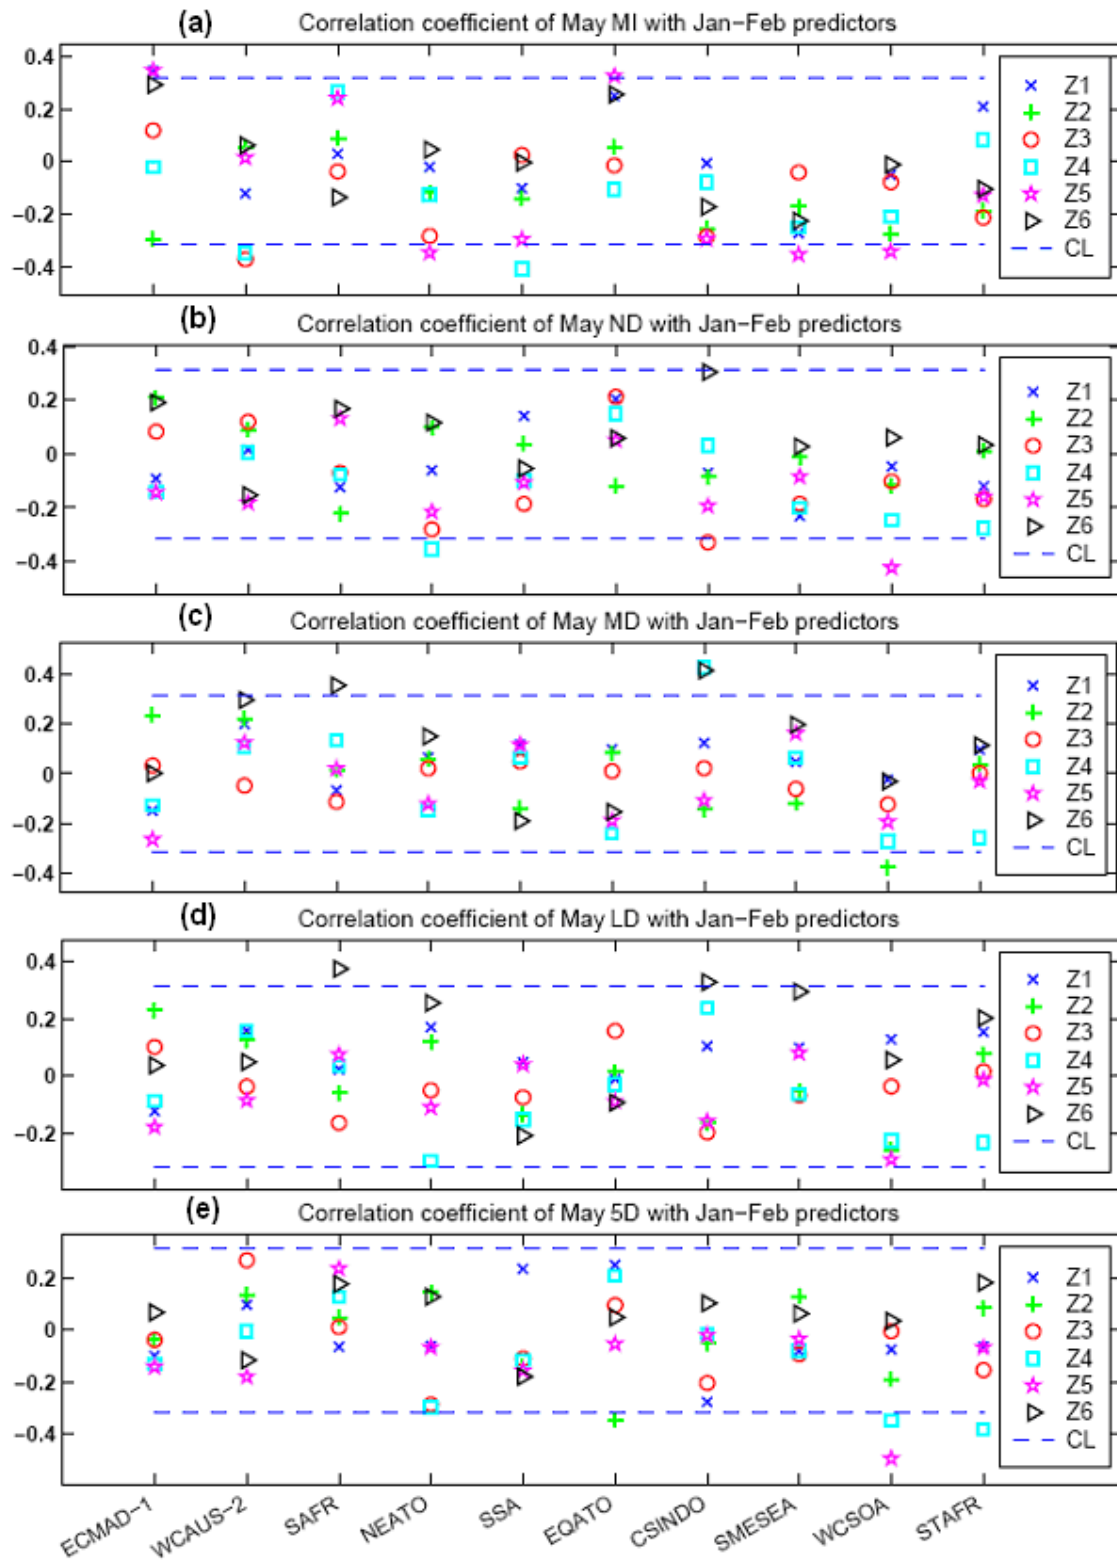 (a) Correlation coefficient of May MI with Jan-Feb predictors
0.4
0.2
0
-0.2
-0.4
Z1
Z2
Z3
Z4
Z5
Z6
CL
(b) Correlation coefficient of May ND with Jan-Feb predictors
0.4
0.2
0
-0.2
-0.4
Z1
Z2
Z3
Z4
Z5
Z6
CL
(c) Correlation coefficient of May MD with Jan-Feb predictors
0.4
0.2
0
-0.2
-0.4
Z1
Z2
Z3
Z4
Z5
Z6
CL
(d) Correlation coefficient of May LD with Jan-Feb predictors
0.4
0.2
0
-0.2
Z1
Z2
Z3
Z4
Z5
Z6
CL
(e) Correlation coefficient of May 5D with Jan-Feb predictors
0.2
0
-0.2
-0.4
Z1
Z2
Z3
Z4
Z5
Z6
CL
ECMAD-1
WCAUS-2
SAFR
NEATO
SSA
EQATO
CSINDO
SMESEA
WCSOA
STAFR